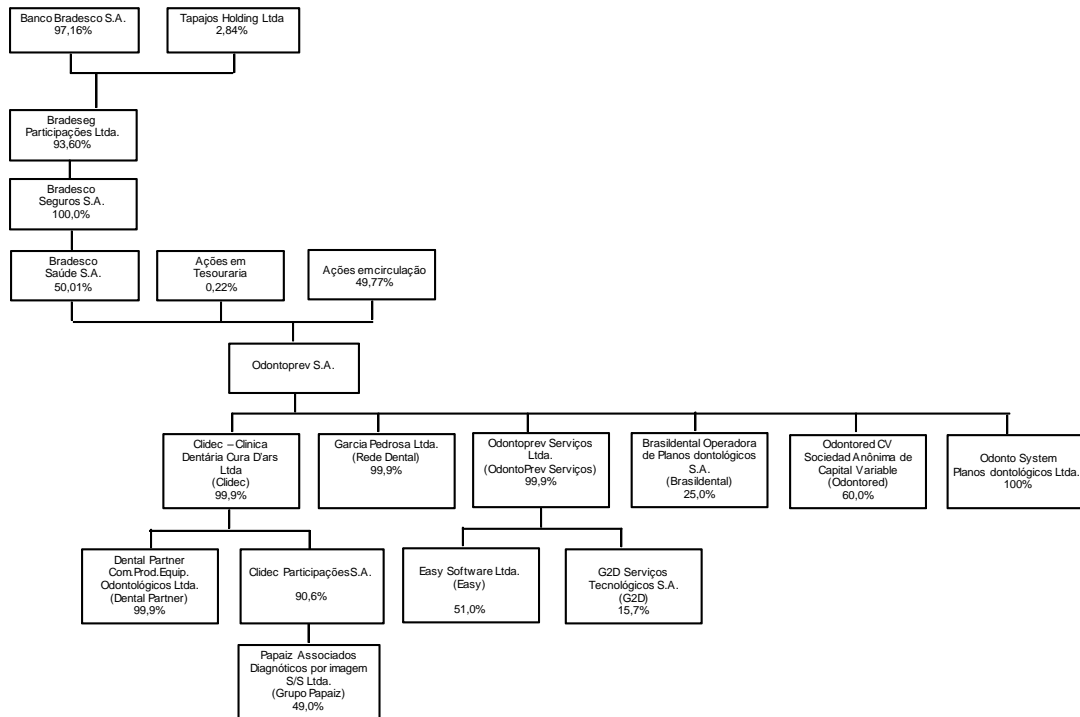 Banco Bradesco S.A.
97,16%
Tapajos Holding Ltda
2,84%
Bradeseg
Participações Ltda.
93,60%
Bradesco
Seguros S.A.
100,0%
Bradesco
Saúde S.A.
50,01%
Ações em
Tesouraria
0,22%
Ações em circulação
49,77%
Odontoprev S.A.
Clidec – Clinica
Dentária Cura D'ars
Ltda
(Clidec)
99,9%
Garcia Pedrosa Ltda.
(Rede Dental)
99,9%
Odontoprev Serviços
Ltda.
(OdontoPrev Serviços)
99,9%
Brasildental Operadora
de Planos dontológicos
S.A.
(Brasildental)
25,0%
Odontored CV
Sociedad Anônima de
Capital Variable
(Odontored)
60,0%
Odonto System
Planos dontológicos Ltda.
100%
Dental Partner
Com.Prod.Equip.
Odontológicos Ltda.
(Dental Partner)
99,9%
Clidec Participações S.A.
90,6%
Easy Software Ltda.
(Easy)
51,0%
G2D Serviços
Tecnológicos S.A.
(G2D)
15,7%
Papaiz Associados
Diagnóticos por imagem
S/S Ltda.
(Grupo Papaiz)
49,0%